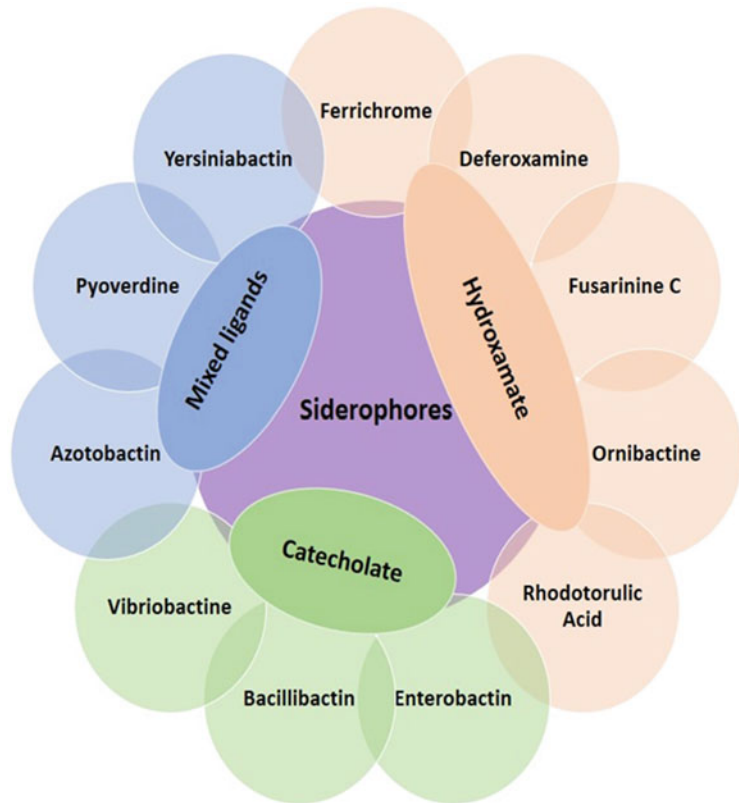 Ferrichrome
Yersiniabactin
Deferoxamine
Pyoverdine
Mixed ligands
Hydroxamate
Fusarinine C
Siderophores
Azotobactin
Ornibactine
Catecholate
Vibriobactine
Rhodotorulic
Acid
Bacillibactin
Enterobactin